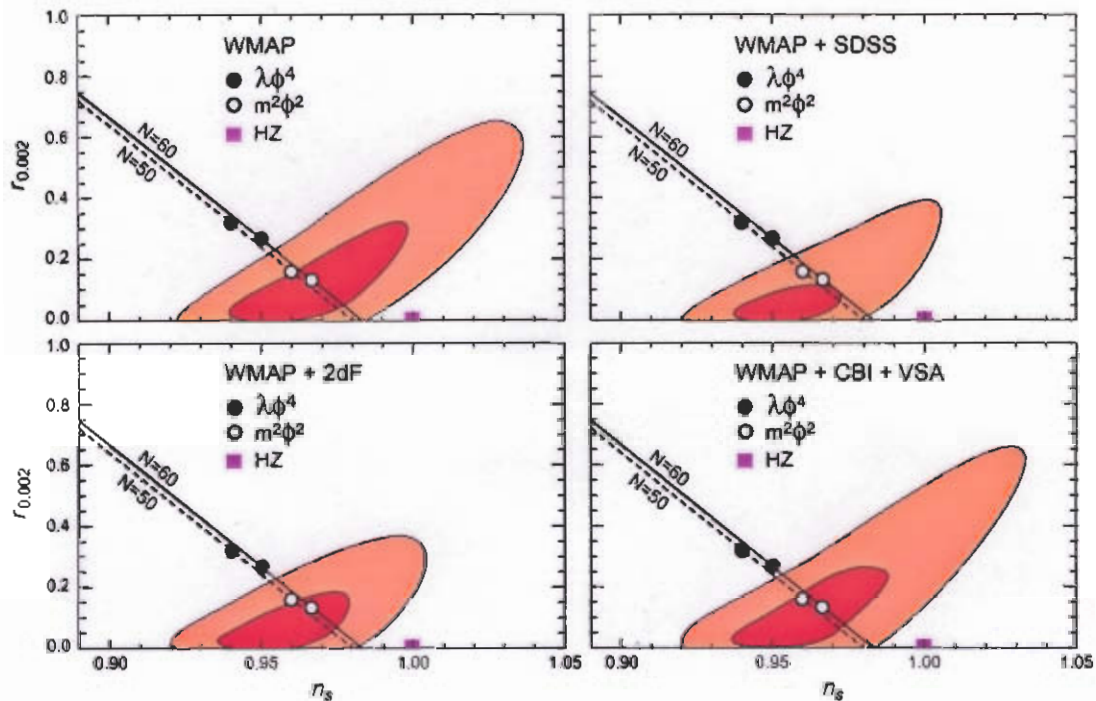 1.0
0.8
0.6
0.4
0.2
0.0
r0.002
WMAP
λϕ⁴
m²ϕ²
HZ
N=60
N=50
WMAP + SDSS
λϕ⁴
m²ϕ²
HZ
N=60
N=50
1.0
0.8
0.6
0.4
0.2
0.0
r0.002
WMAP + 2dF
λϕ⁴
m²ϕ²
HZ
N=60
N=50
0.90 0.95 1.00 1.05
ns
WMAP + CBI + VSA
λϕ⁴
m²ϕ²
HZ
N=60
N=50
0.90 0.95 1.00 1.05
ns